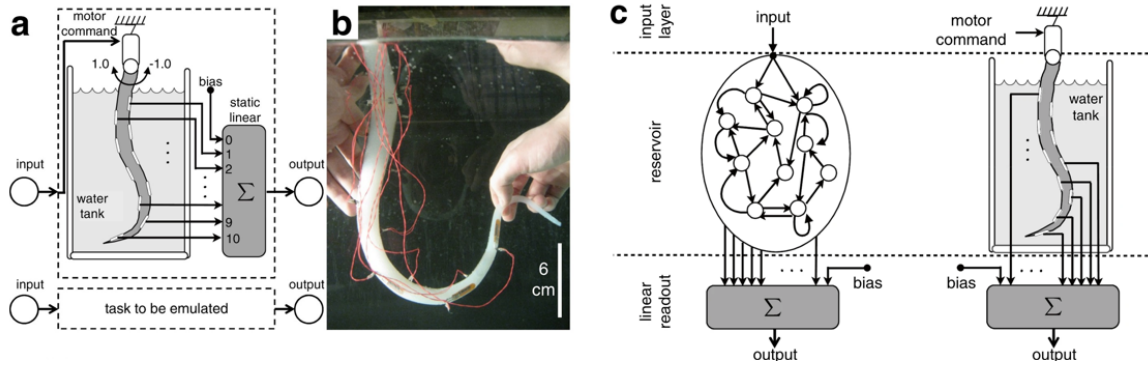 a
motor
command
1.0
-1.0
bias
static
linear
0
1
2
Σ
9
10
input
output
water
tank
input
output
task to be emulated
b
6
cm
c
input
layer
reservoir
linear
readout
input
bias
Σ
output
motor
command
water
tank
bias
Σ
output